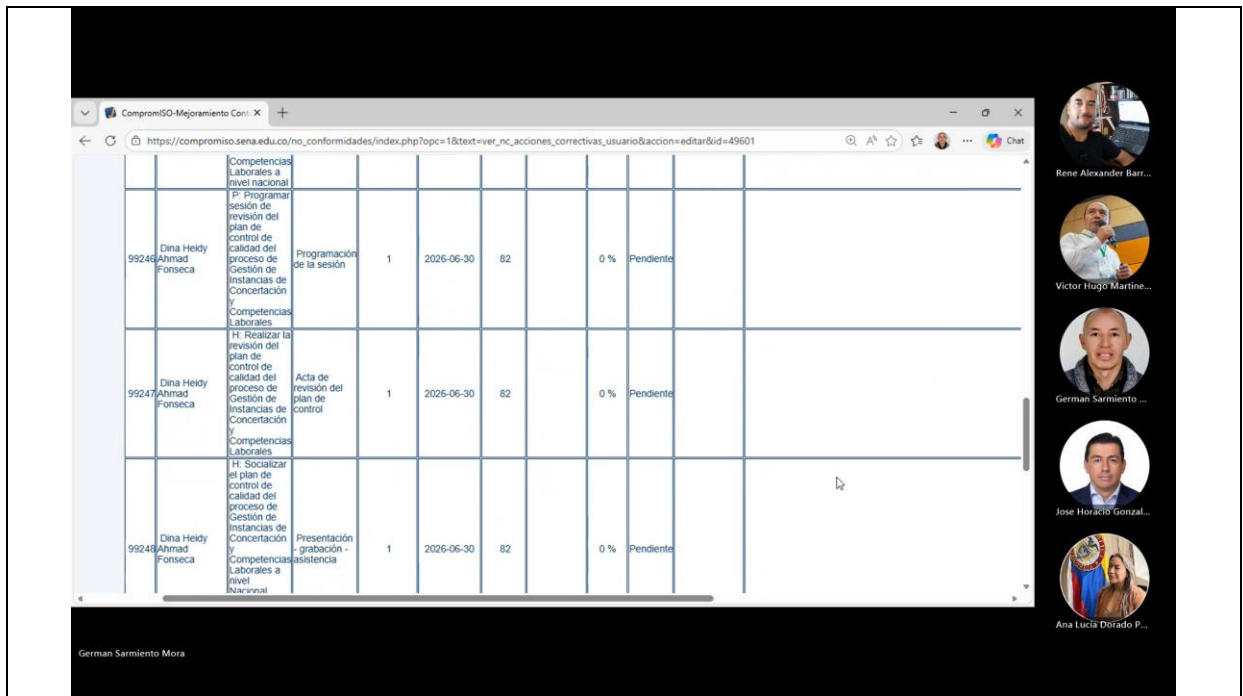 CompromISO-Mejoramiento Conti
https://compromiso.sena.edu.co/no_conformidades/index.php?opc=1&text=ver_nc_acciones_correctivas_usuario&accion=editar&id=49601
Chat
Competencias
Laborales a
nivel nacional
99246
Dina Heidy
Ahmad
Fonseca
P: Programar
sesión de
revisión del
plan de
control de
calidad del
proceso de
Gestión de
Instancias de
Concertación
y
Competencias
Laborales
Programación
de la sesión
1
2026-06-30
82
0 %
Pendiente
99247
Dina Heidy
Ahmad
Fonseca
H: Realizar la
revisión del
plan de
control de
calidad del
proceso de
Gestión de
Instancias de
Concertación
y
Competencias
Laborales
Acta de
revisión del
plan de
control
1
2026-06-30
82
0 %
Pendiente
99248
Dina Heidy
Ahmad
Fonseca
H: Socializar
el plan de
control de
calidad del
proceso de
Gestión de
Instancias de
Concertación
y
Competencias
Laborales a
nivel
Nacional
Presentación
- grabación -
asistencia
1
2026-06-30
82
0 %
Pendiente
Rene Alexander Barr...
Victor Hugo Martine...
German Sarmiento ...
Jose Horacio Gonzal...
Ana Lucia Dorado P...
German Sarmiento Mora